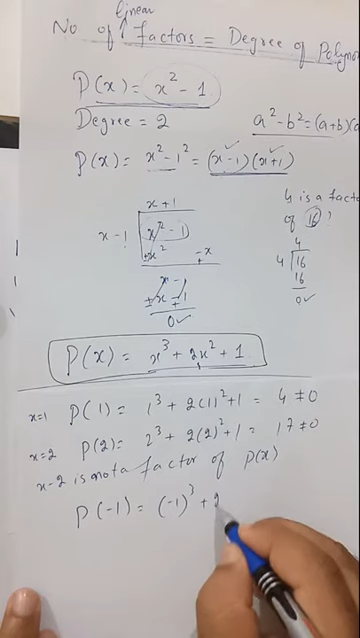 No of linear factors = Degree of Polynom
P(x) = x² - 1
Degree = 2
a² - b² = (a+b)(a
P(x) = x² - 1² = (x-1)(x+1)
x + 1
x - 1 | x² - 1
± x² -+ x
x - 1
± x ∓ 1
0 ✓
4 is a facto
of 16 ?
4
4 | 16
16
0 ✓
P(x) = x³ + 2x² + 1
x=1 P(1) = 1³ + 2(1)² + 1 = 4 ≠ 0
x=2 P(2) = 2³ + 2(2)² + 1 = 17 ≠ 0
x-2 is not a factor of P(x)
P(-1) = (-1)³ + 2